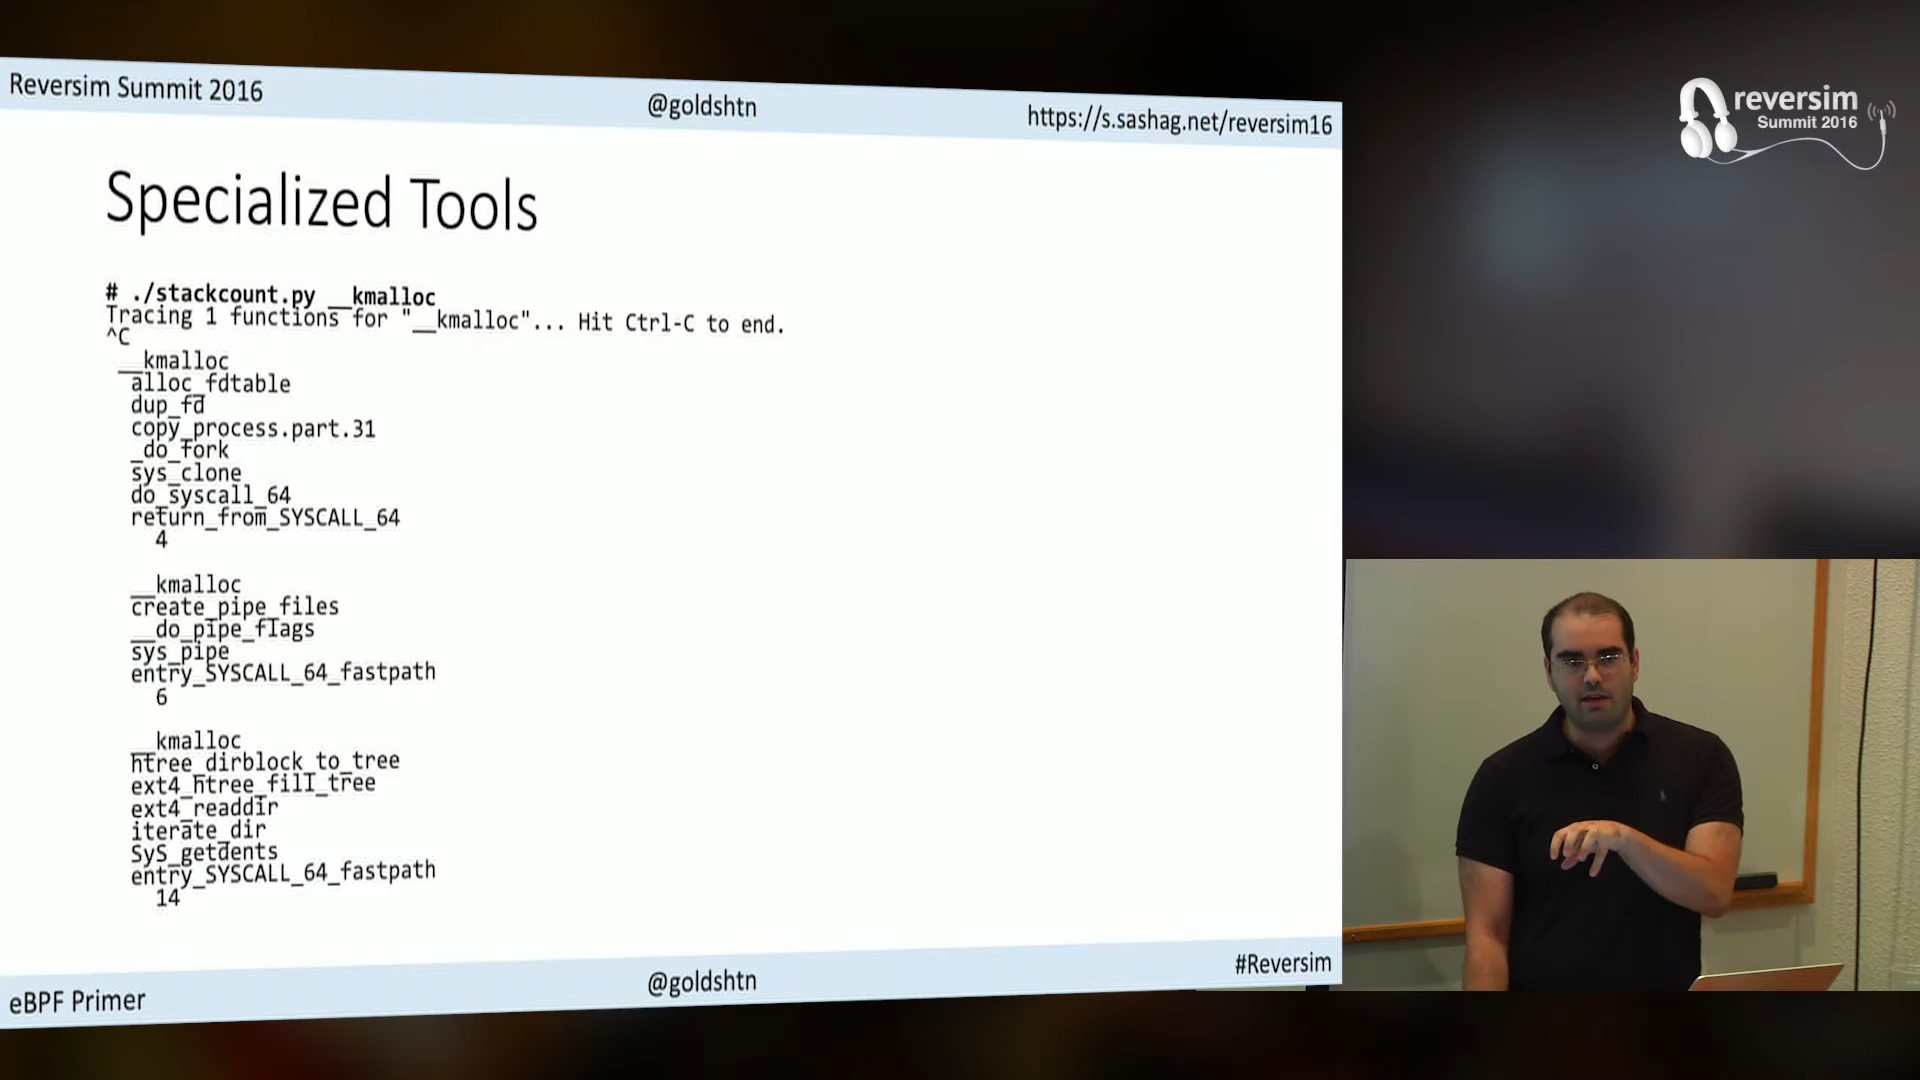 Reversim Summit 2016
@goldshtn
https://s.sashag.net/reversim16
reversim
Summit 2016
Specialized Tools
# ./stackcount.py __kmalloc
Tracing 1 functions for "__kmalloc"... Hit Ctrl-C to end.
^C
__kmalloc
alloc_fdtable
dup_fd
copy_process.part.31
_do_fork
sys_clone
do_syscall_64
return_from_SYSCALL_64
4
__kmalloc
create_pipe_files
__do_pipe_flags
sys_pipe
entry_SYSCALL_64_fastpath
6
__kmalloc
htree_dirblock_to_tree
ext4_htree_fill_tree
ext4_readdir
iterate_dir
SyS_getdents
entry_SYSCALL_64_fastpath
14
eBPF Primer
@goldshtn
#Reversim